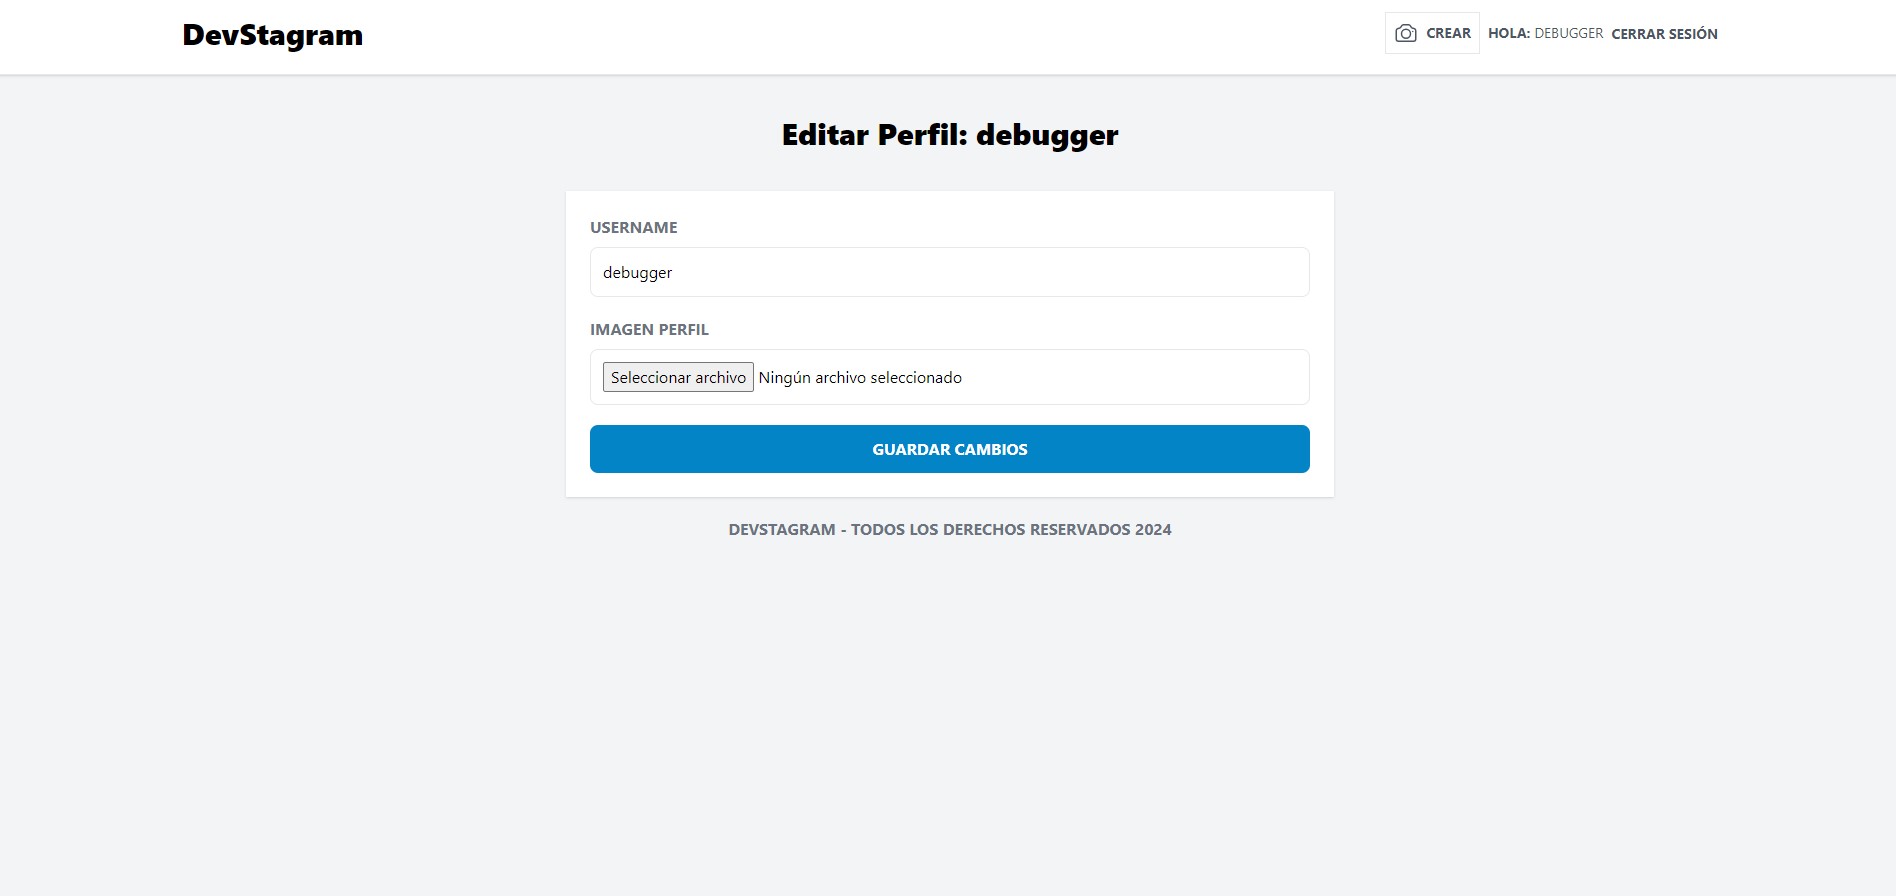 DevStagram
CREAR HOLA: DEBUGGER CERRAR SESIÓN
Editar Perfil: debugger
USERNAME
debugger
IMAGEN PERFIL
Seleccionar archivo Ningún archivo seleccionado
GUARDAR CAMBIOS
DEVSTAGRAM - TODOS LOS DERECHOS RESERVADOS 2024